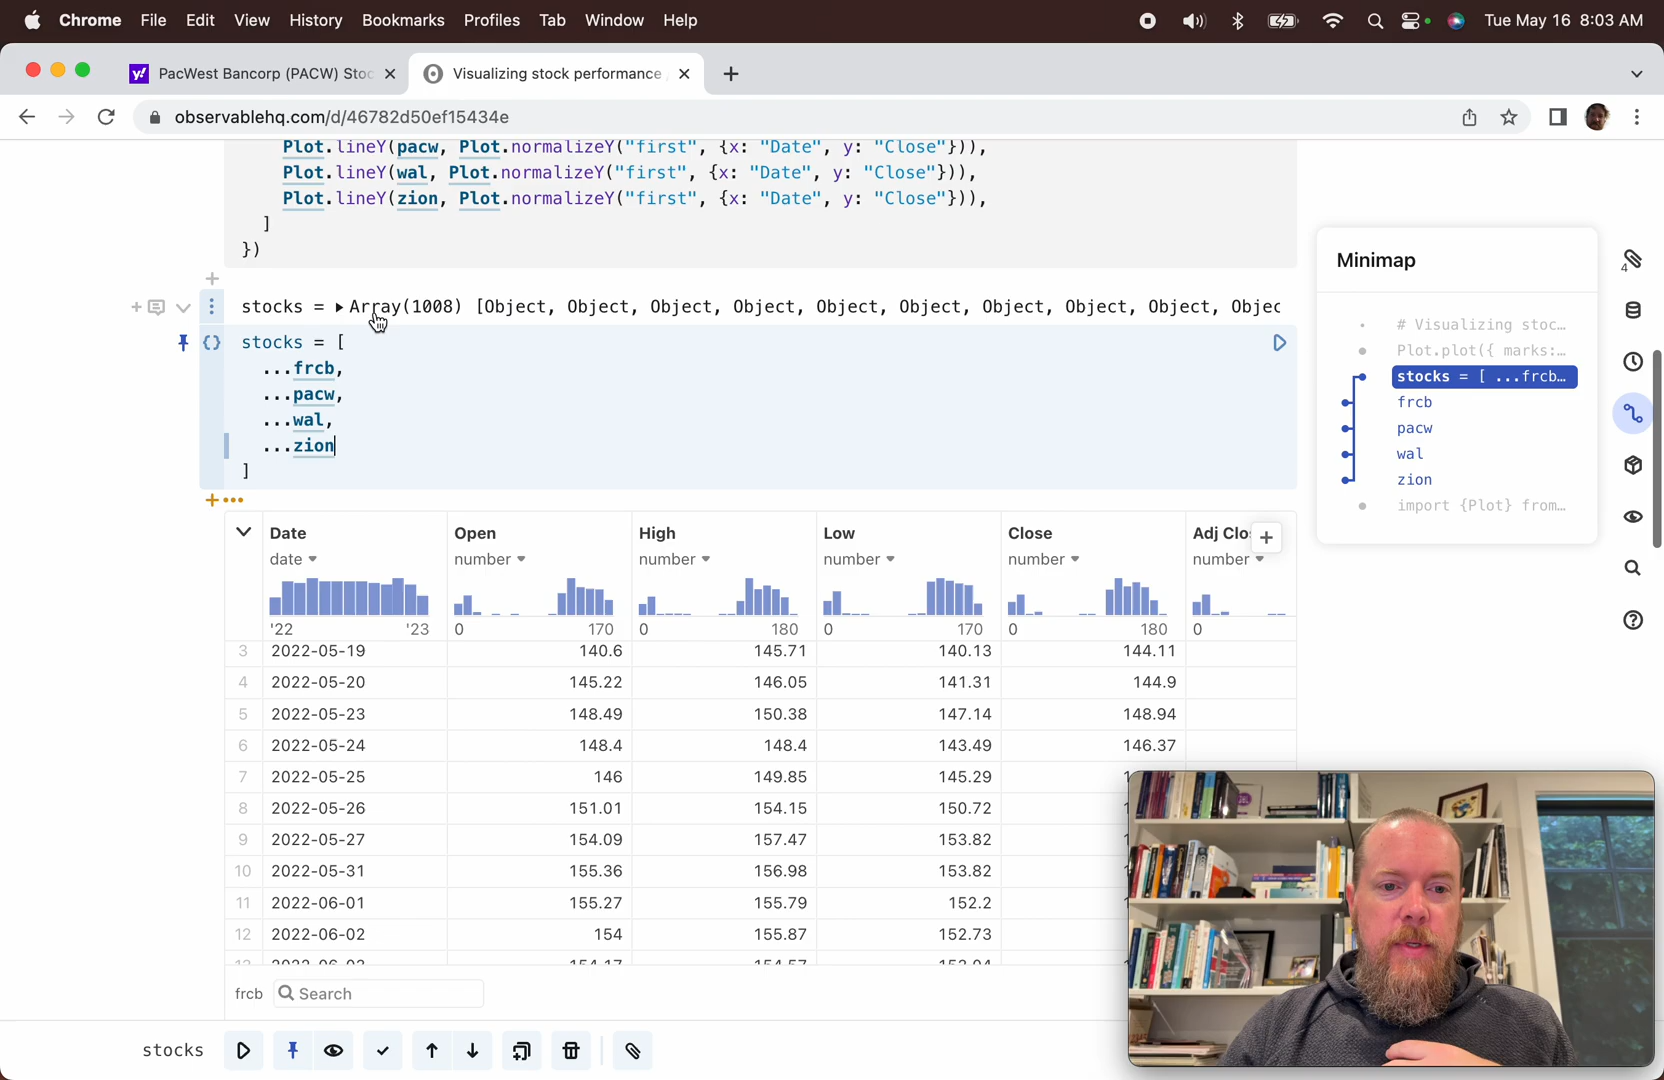 Chrome File Edit View History Bookmarks Profiles Tab Window Help Tue May 16 8:03 AM
PacWest Bancorp (PACW) Stoc Visualizing stock performance
observablehq.com/d/46782d50ef15434e
Plot.lineY(pacw, Plot.normalizeY("first", {x: "Date", y: "Close"})),
Plot.lineY(wal, Plot.normalizeY("first", {x: "Date", y: "Close"})),
Plot.lineY(zion, Plot.normalizeY("first", {x: "Date", y: "Close"})),
]
})
stocks = ▸Array(1008) [Object, Object, Object, Object, Object, Object, Object, Object, Object, Objec
stocks = [
...frcb,
...pacw,
...wal,
...zion
]
Minimap
# Visualizing stoc…
Plot.plot({ marks:…
stocks = [ ...frcb…
frcb
pacw
wal
zion
import {Plot} from…
4
Date Open High Low Close Adj Clo
date number number number number number
'22 '23 0 170 0 180 0 170 0 180 0
3 2022-05-19 140.6 145.71 140.13 144.11
4 2022-05-20 145.22 146.05 141.31 144.9
5 2022-05-23 148.49 150.38 147.14 148.94
6 2022-05-24 148.4 148.4 143.49 146.37
7 2022-05-25 146 149.85 145.29
8 2022-05-26 151.01 154.15 150.72
9 2022-05-27 154.09 157.47 153.82
10 2022-05-31 155.36 156.98 153.82
11 2022-06-01 155.27 155.79 152.2
12 2022-06-02 154 155.87 152.73
frcb Search
stocks